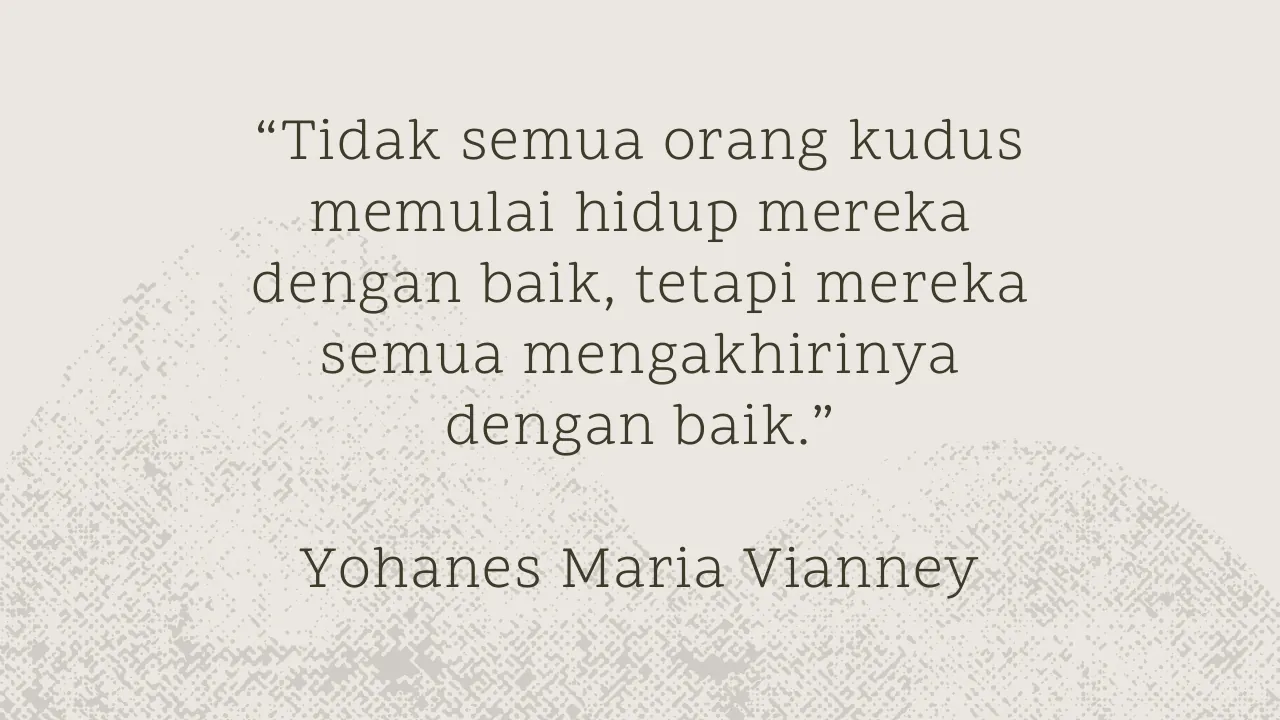 “Tidak semua orang kudus
memulai hidup mereka
dengan baik, tetapi mereka
semua mengakhirinya
dengan baik.”
Yohanes Maria Vianney